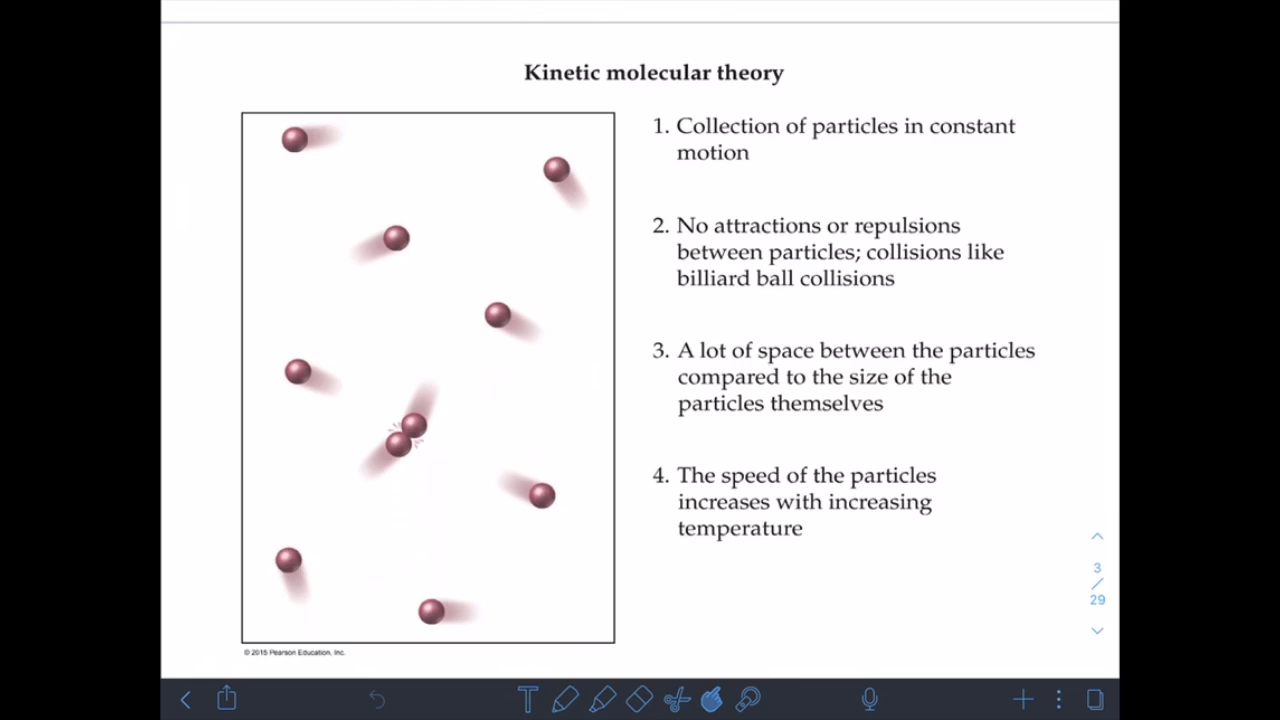 Kinetic molecular theory
1. Collection of particles in constant
motion
2. No attractions or repulsions
between particles; collisions like
billiard ball collisions
3. A lot of space between the particles
compared to the size of the
particles themselves
4. The speed of the particles
increases with increasing
temperature
3
/
29
© 2015 Pearson Education, Inc.
T